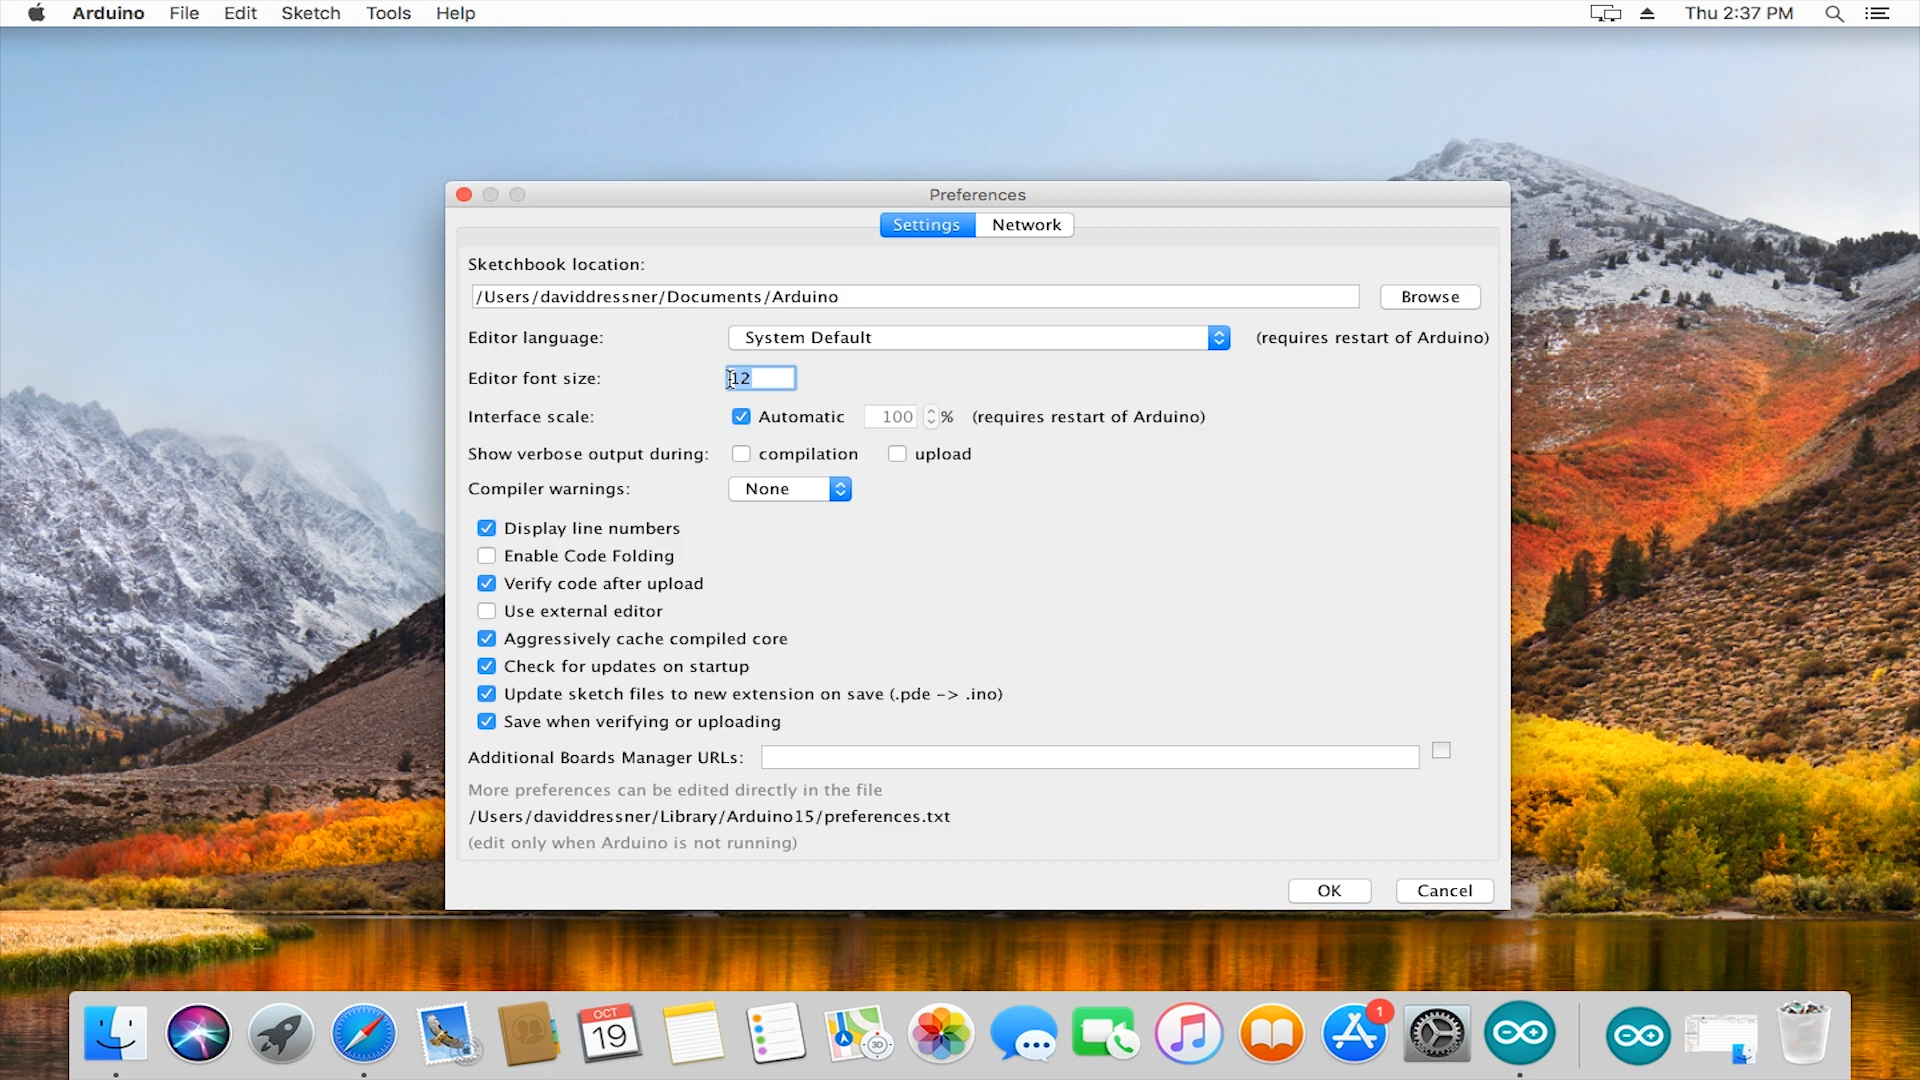 Arduino File Edit Sketch Tools Help Thu 2:37 PM
Preferences
Settings Network
Sketchbook location:
/Users/daviddressner/Documents/Arduino Browse
Editor language: System Default (requires restart of Arduino)
Editor font size: 12
Interface scale: Automatic 100 % (requires restart of Arduino)
Show verbose output during: compilation upload
Compiler warnings: None
Display line numbers
Enable Code Folding
Verify code after upload
Use external editor
Aggressively cache compiled core
Check for updates on startup
Update sketch files to new extension on save (.pde -> .ino)
Save when verifying or uploading
Additional Boards Manager URLs:
More preferences can be edited directly in the file
/Users/daviddressner/Library/Arduino15/preferences.txt
(edit only when Arduino is not running)
OK Cancel
OCT
19
3D
1